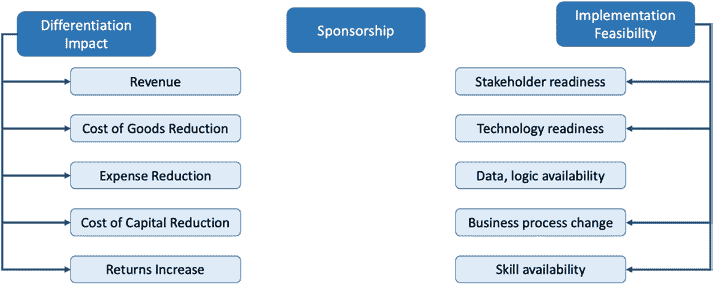 Differentiation
Impact
Sponsorship
Implementation
Feasibility
Revenue
Stakeholder readiness
Cost of Goods Reduction
Technology readiness
Expense Reduction
Data, logic availability
Cost of Capital Reduction
Business process change
Returns Increase
Skill availability